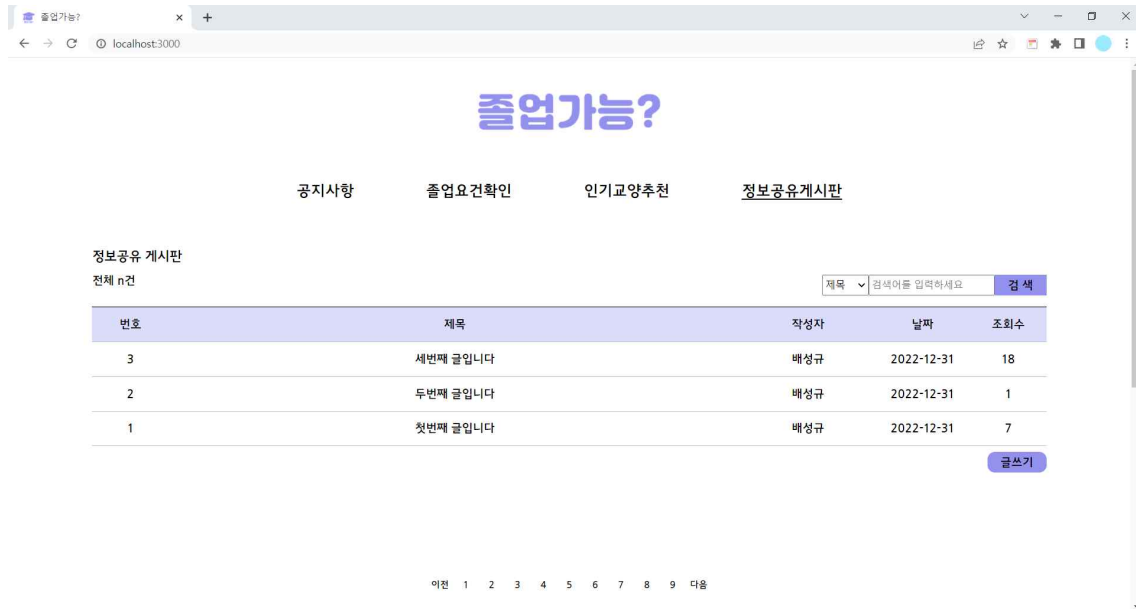 졸업가능?
localhost:3000
졸업가능?
공지사항 졸업요건확인 인기교양추천 정보공유게시판
정보공유 게시판
전체 n건
제목 검색어를 입력하세요 검 색
번호 제목 작성자 날짜 조회수
3 세번째 글입니다 배성규 2022-12-31 18
2 두번째 글입니다 배성규 2022-12-31 1
1 첫번째 글입니다 배성규 2022-12-31 7
글쓰기
이전 1 2 3 4 5 6 7 8 9 다음